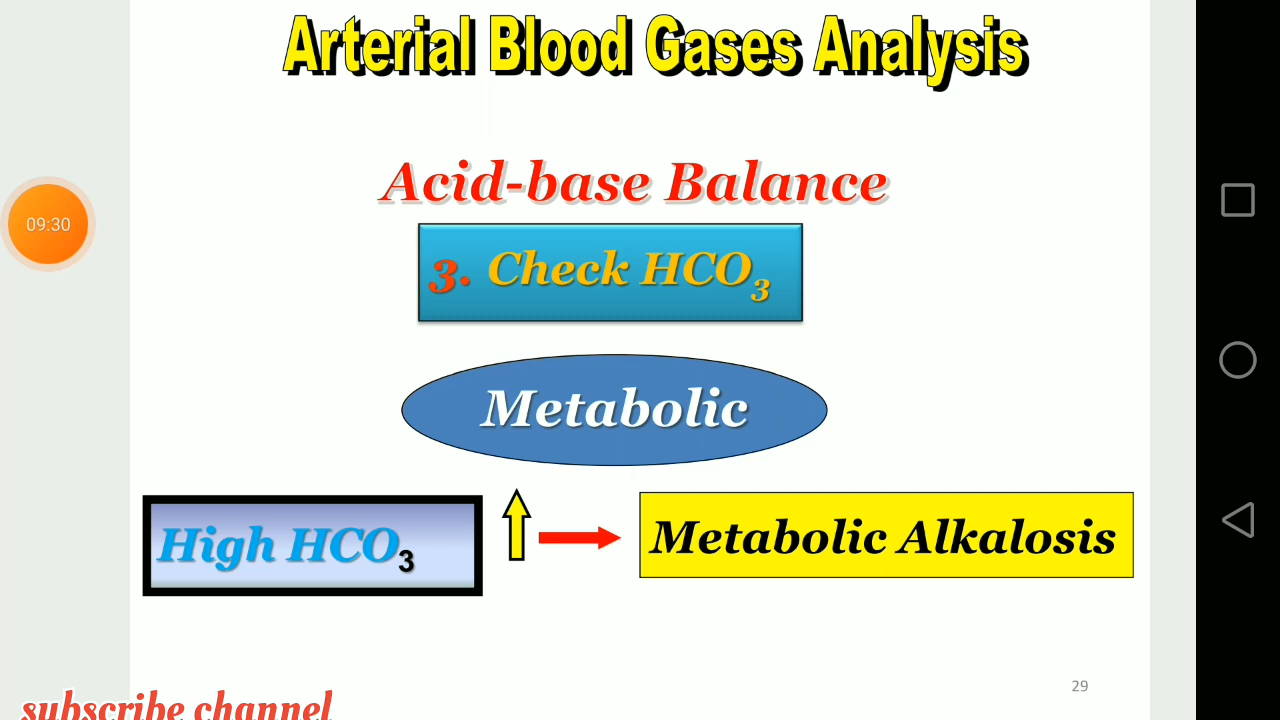 Arterial Blood Gases Analysis
Acid-base Balance
09:30
3. Check HCO3
Metabolic
High HCO3
Metabolic Alkalosis
29
subscribe channel